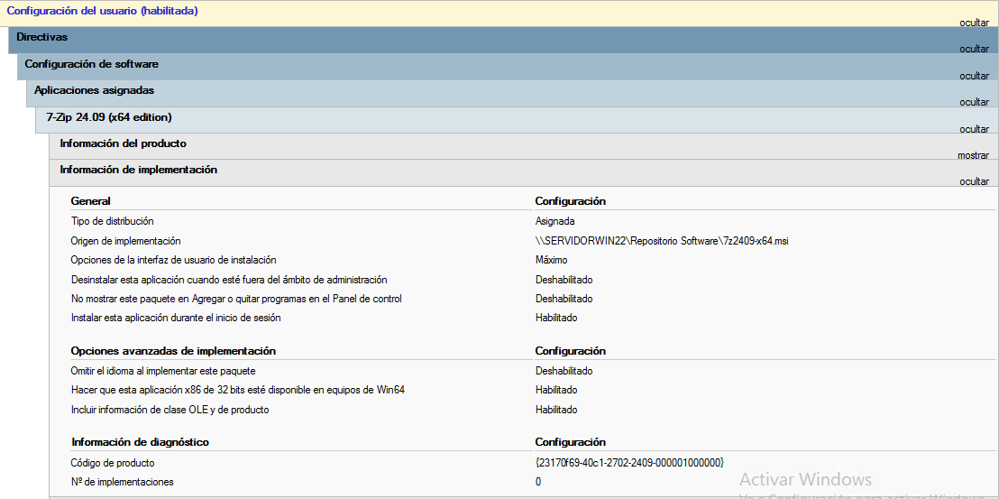 Configuración del usuario (habilitada)
ocultar
Directivas
ocultar
Configuración de software
ocultar
Aplicaciones asignadas
ocultar
7-Zip 24.09 (x64 edition)
ocultar
Información del producto
mostrar
Información de implementación
ocultar
General Configuración
Tipo de distribución Asignada
Origen de implementación \\SERVIDORWIN22\Repositorio Software\7z2409-x64.msi
Opciones de la interfaz de usuario de instalación Máximo
Desinstalar esta aplicación cuando esté fuera del ámbito de administración Deshabilitado
No mostrar este paquete en Agregar o quitar programas en el Panel de control Deshabilitado
Instalar esta aplicación durante el inicio de sesión Habilitado
Opciones avanzadas de implementación Configuración
Omitir el idioma al implementar este paquete Deshabilitado
Hacer que esta aplicación x86 de 32 bits esté disponible en equipos de Win64 Habilitado
Incluir información de clase OLE y de producto Habilitado
Información de diagnóstico Configuración
Código de producto {23170f69-40c1-2702-2409-000001000000}
Nº de implementaciones 0
Activar Windows
Ve a Configuración para activar Windows.